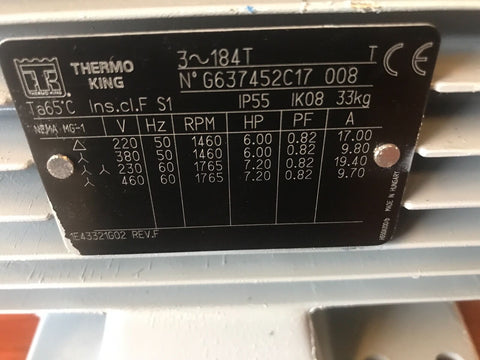 THERMO KING
3~184T T CE
N° G637452C17 008
Ta65°C Ins.cl.F S1 IP55 IK08 33kg
NEMA MG-1 V Hz RPM HP PF A
△ 220 50 1460 6.00 0.82 17.00
⅄ 380 50 1460 6.00 0.82 9.80
⅄ ⅄ 230 60 1765 7.20 0.82 19.40
⅄ 460 60 1765 7.20 0.82 9.70
1E43321G02 REV.F
MADE IN HUNGARY